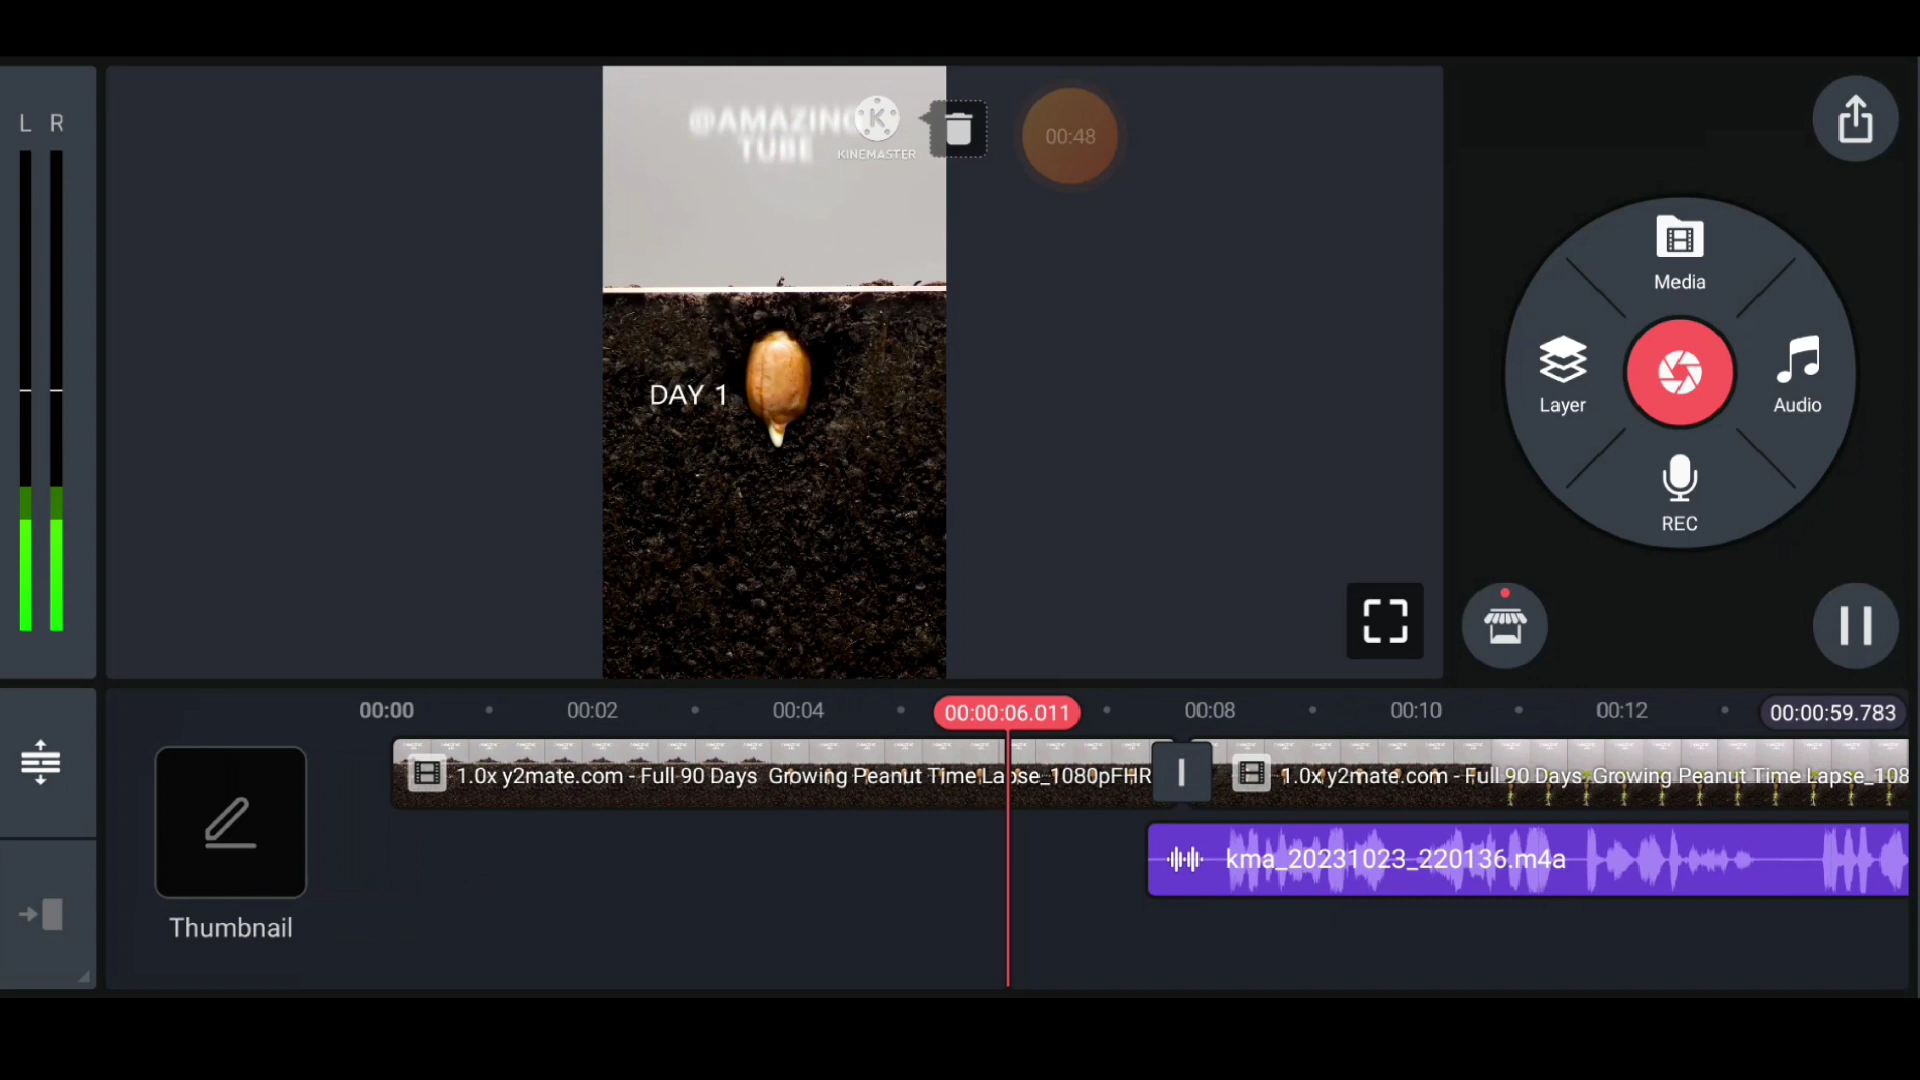 L R
@AMAZING
TUBE
KINEMASTER
00:48
Media
Layer
Audio
REC
DAY 1
00:00
00:02
00:04
00:00:06.011
00:08
00:10
00:12
00:00:59.783
1.0x y2mate.com - Full 90 Days Growing Peanut Time Lapse_1080pFHR
1.0x y2mate.com - Full 90 Days Growing Peanut Time Lapse_108
kma_20231023_220136.m4a
Thumbnail